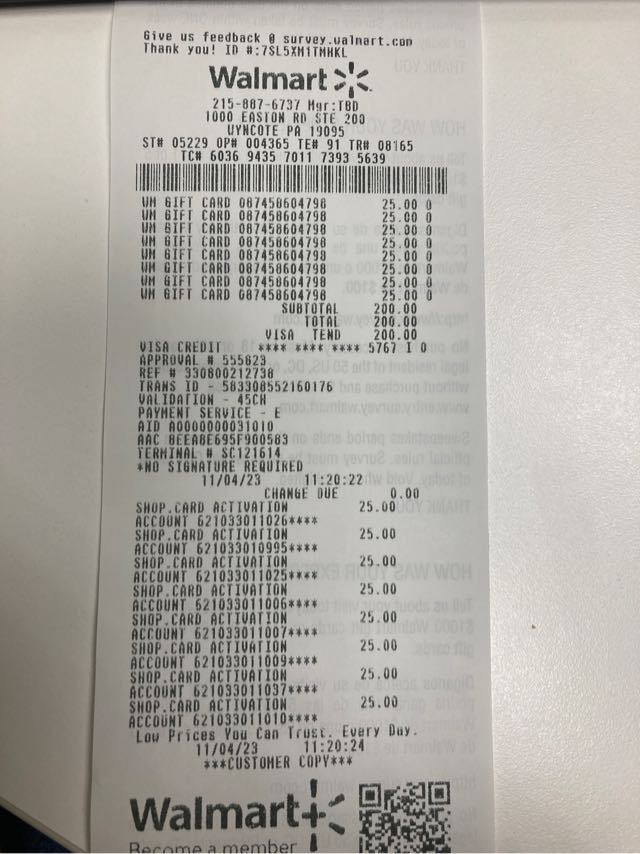 Give us feedback @ survey.walmart.com
Thank you! ID #:7SL5XM1TMHKL
Walmart
215-887-6737 Mgr:TBD
1000 EASTON RD STE 200
WYNCOTE PA 19095
ST# 05229 OP# 004365 TE# 91 TR# 08165
TC# 6036 9435 7011 7393 5639
WM GIFT CARD 087458604798 25.00 0
WM GIFT CARD 087458604798 25.00 0
WM GIFT CARD 087458604798 25.00 0
WM GIFT CARD 087458604798 25.00 0
WM GIFT CARD 087458604798 25.00 0
WM GIFT CARD 087458604798 25.00 0
WM GIFT CARD 087458604798 25.00 0
WM GIFT CARD 087458604798 25.00 0
SUBTOTAL 200.00
TOTAL 200.00
VISA TEND 200.00
VISA CREDIT **** **** **** 5767 I 0
APPROVAL # 555823
REF # 330800212738
TRANS ID - 583308552160176
VALIDATION - 45CH
PAYMENT SERVICE - E
AID A0000000031010
AAC 8EEA8E695F900583
TERMINAL # SC121614
*NO SIGNATURE REQUIRED
11/04/23 11:20:22
CHANGE DUE 0.00
SHOP.CARD ACTIVATION 25.00
ACCOUNT 621033011026****
SHOP.CARD ACTIVATION 25.00
ACCOUNT 621033010995****
SHOP.CARD ACTIVATION 25.00
ACCOUNT 621033011025****
SHOP.CARD ACTIVATION 25.00
ACCOUNT 621033011006****
SHOP.CARD ACTIVATION 25.00
ACCOUNT 621033011007****
SHOP.CARD ACTIVATION 25.00
ACCOUNT 621033011009****
SHOP.CARD ACTIVATION 25.00
ACCOUNT 621033011037****
SHOP.CARD ACTIVATION 25.00
ACCOUNT 621033011010****
Low Prices You Can Trust. Every Day.
11/04/23 11:20:24
***CUSTOMER COPY***
Walmart+
Become a member